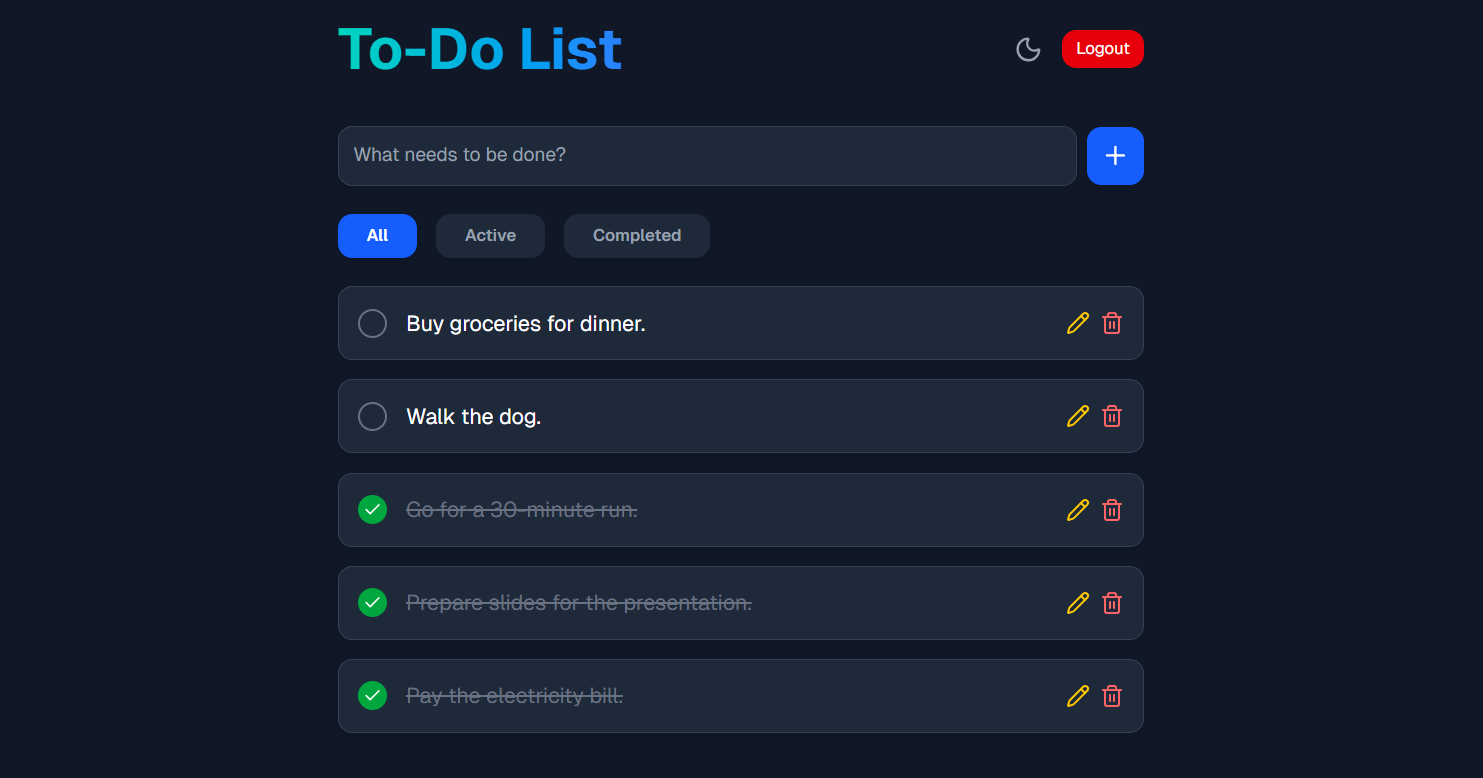 To-Do List
Logout
What needs to be done?
All
Active
Completed
Buy groceries for dinner.
Walk the dog.
Go for a 30-minute run.
Prepare slides for the presentation.
Pay the electricity bill.